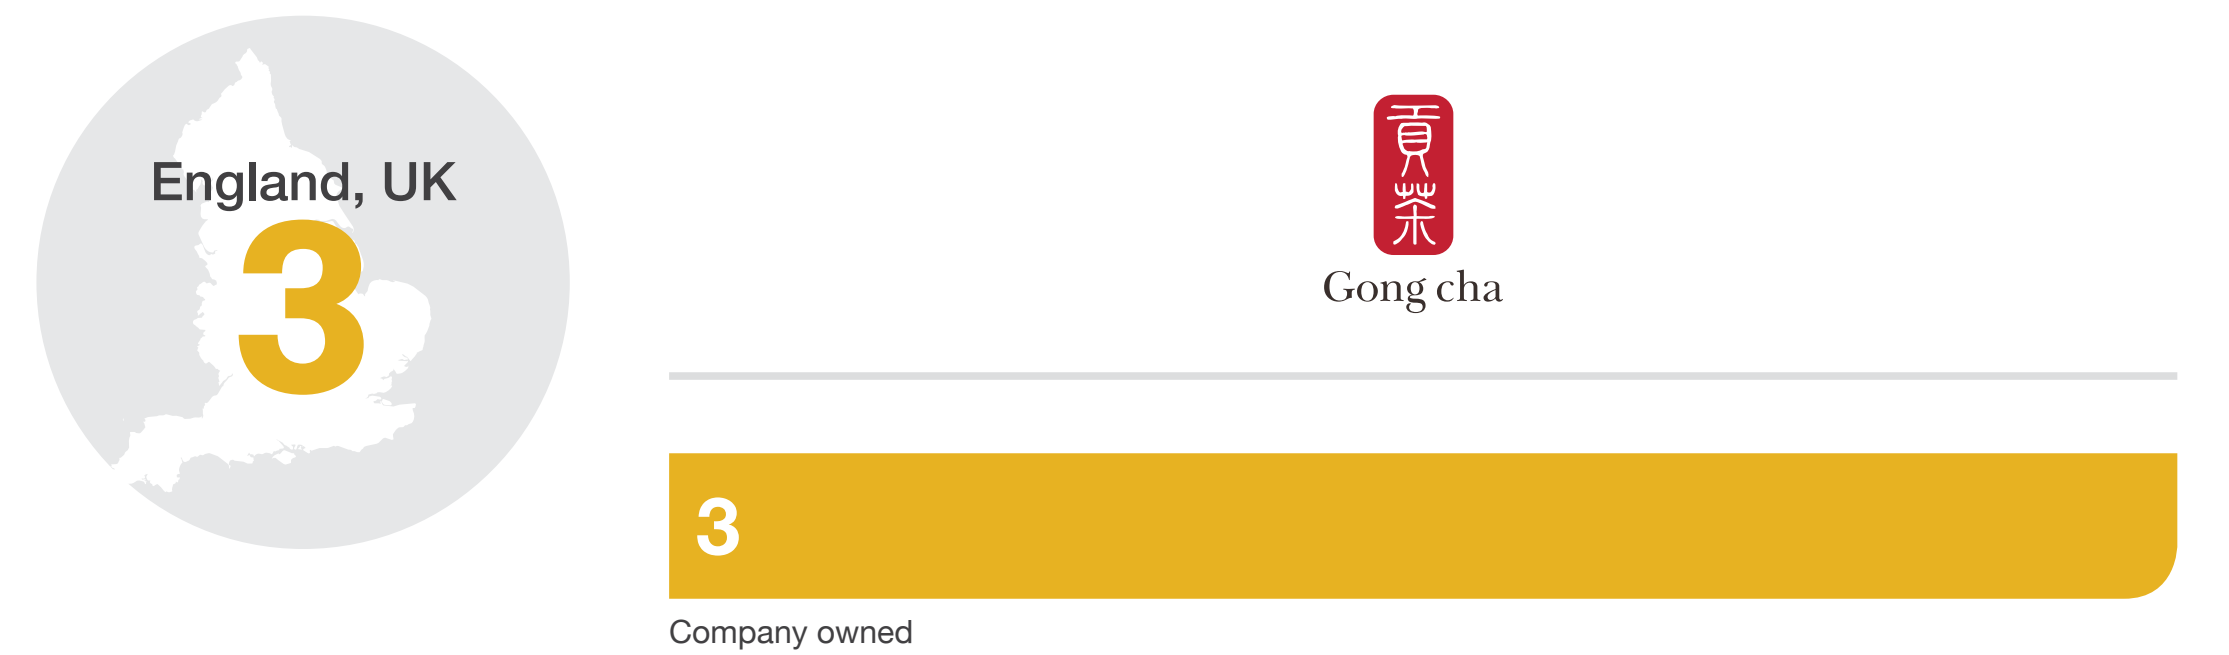 England, UK
3
貢茶
Gong cha
3
Company owned